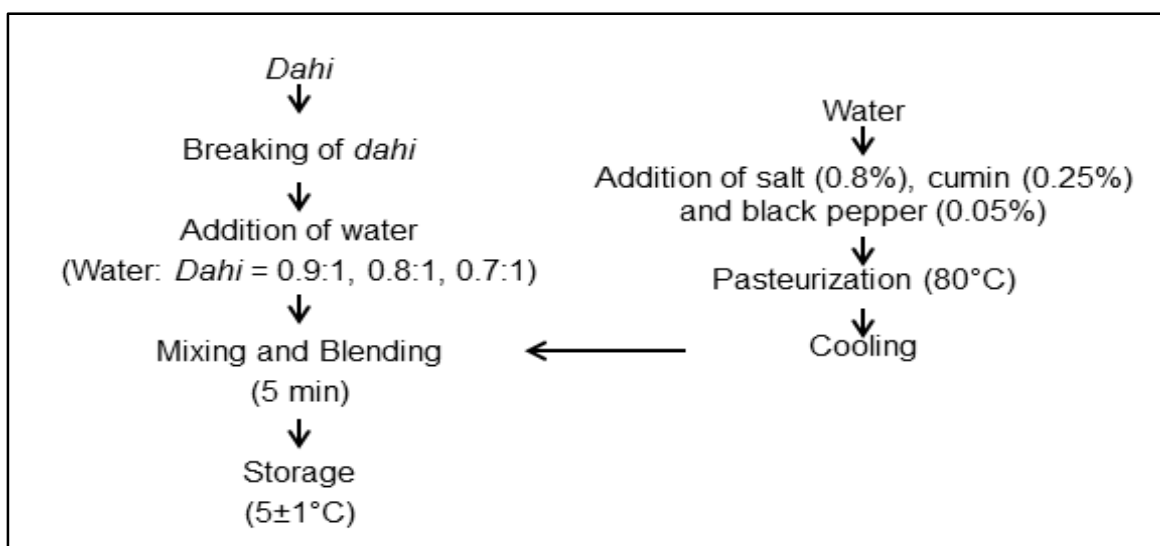 Dahi
Breaking of dahi
Addition of water
(Water: Dahi = 0.9:1, 0.8:1, 0.7:1)
Mixing and Blending
(5 min)
Storage
(5±1°C)
Water
Addition of salt (0.8%), cumin (0.25%)
and black pepper (0.05%)
Pasteurization (80°C)
Cooling